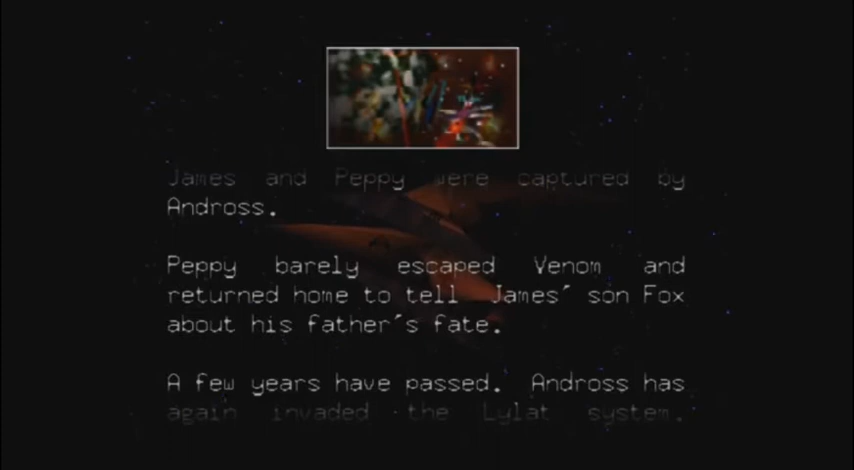 James and Peppy were captured by
Andross.
Peppy barely escaped Venom and
returned home to tell James' son Fox
about his father's fate.
A few years have passed. Andross has
again invaded the Lylat system.